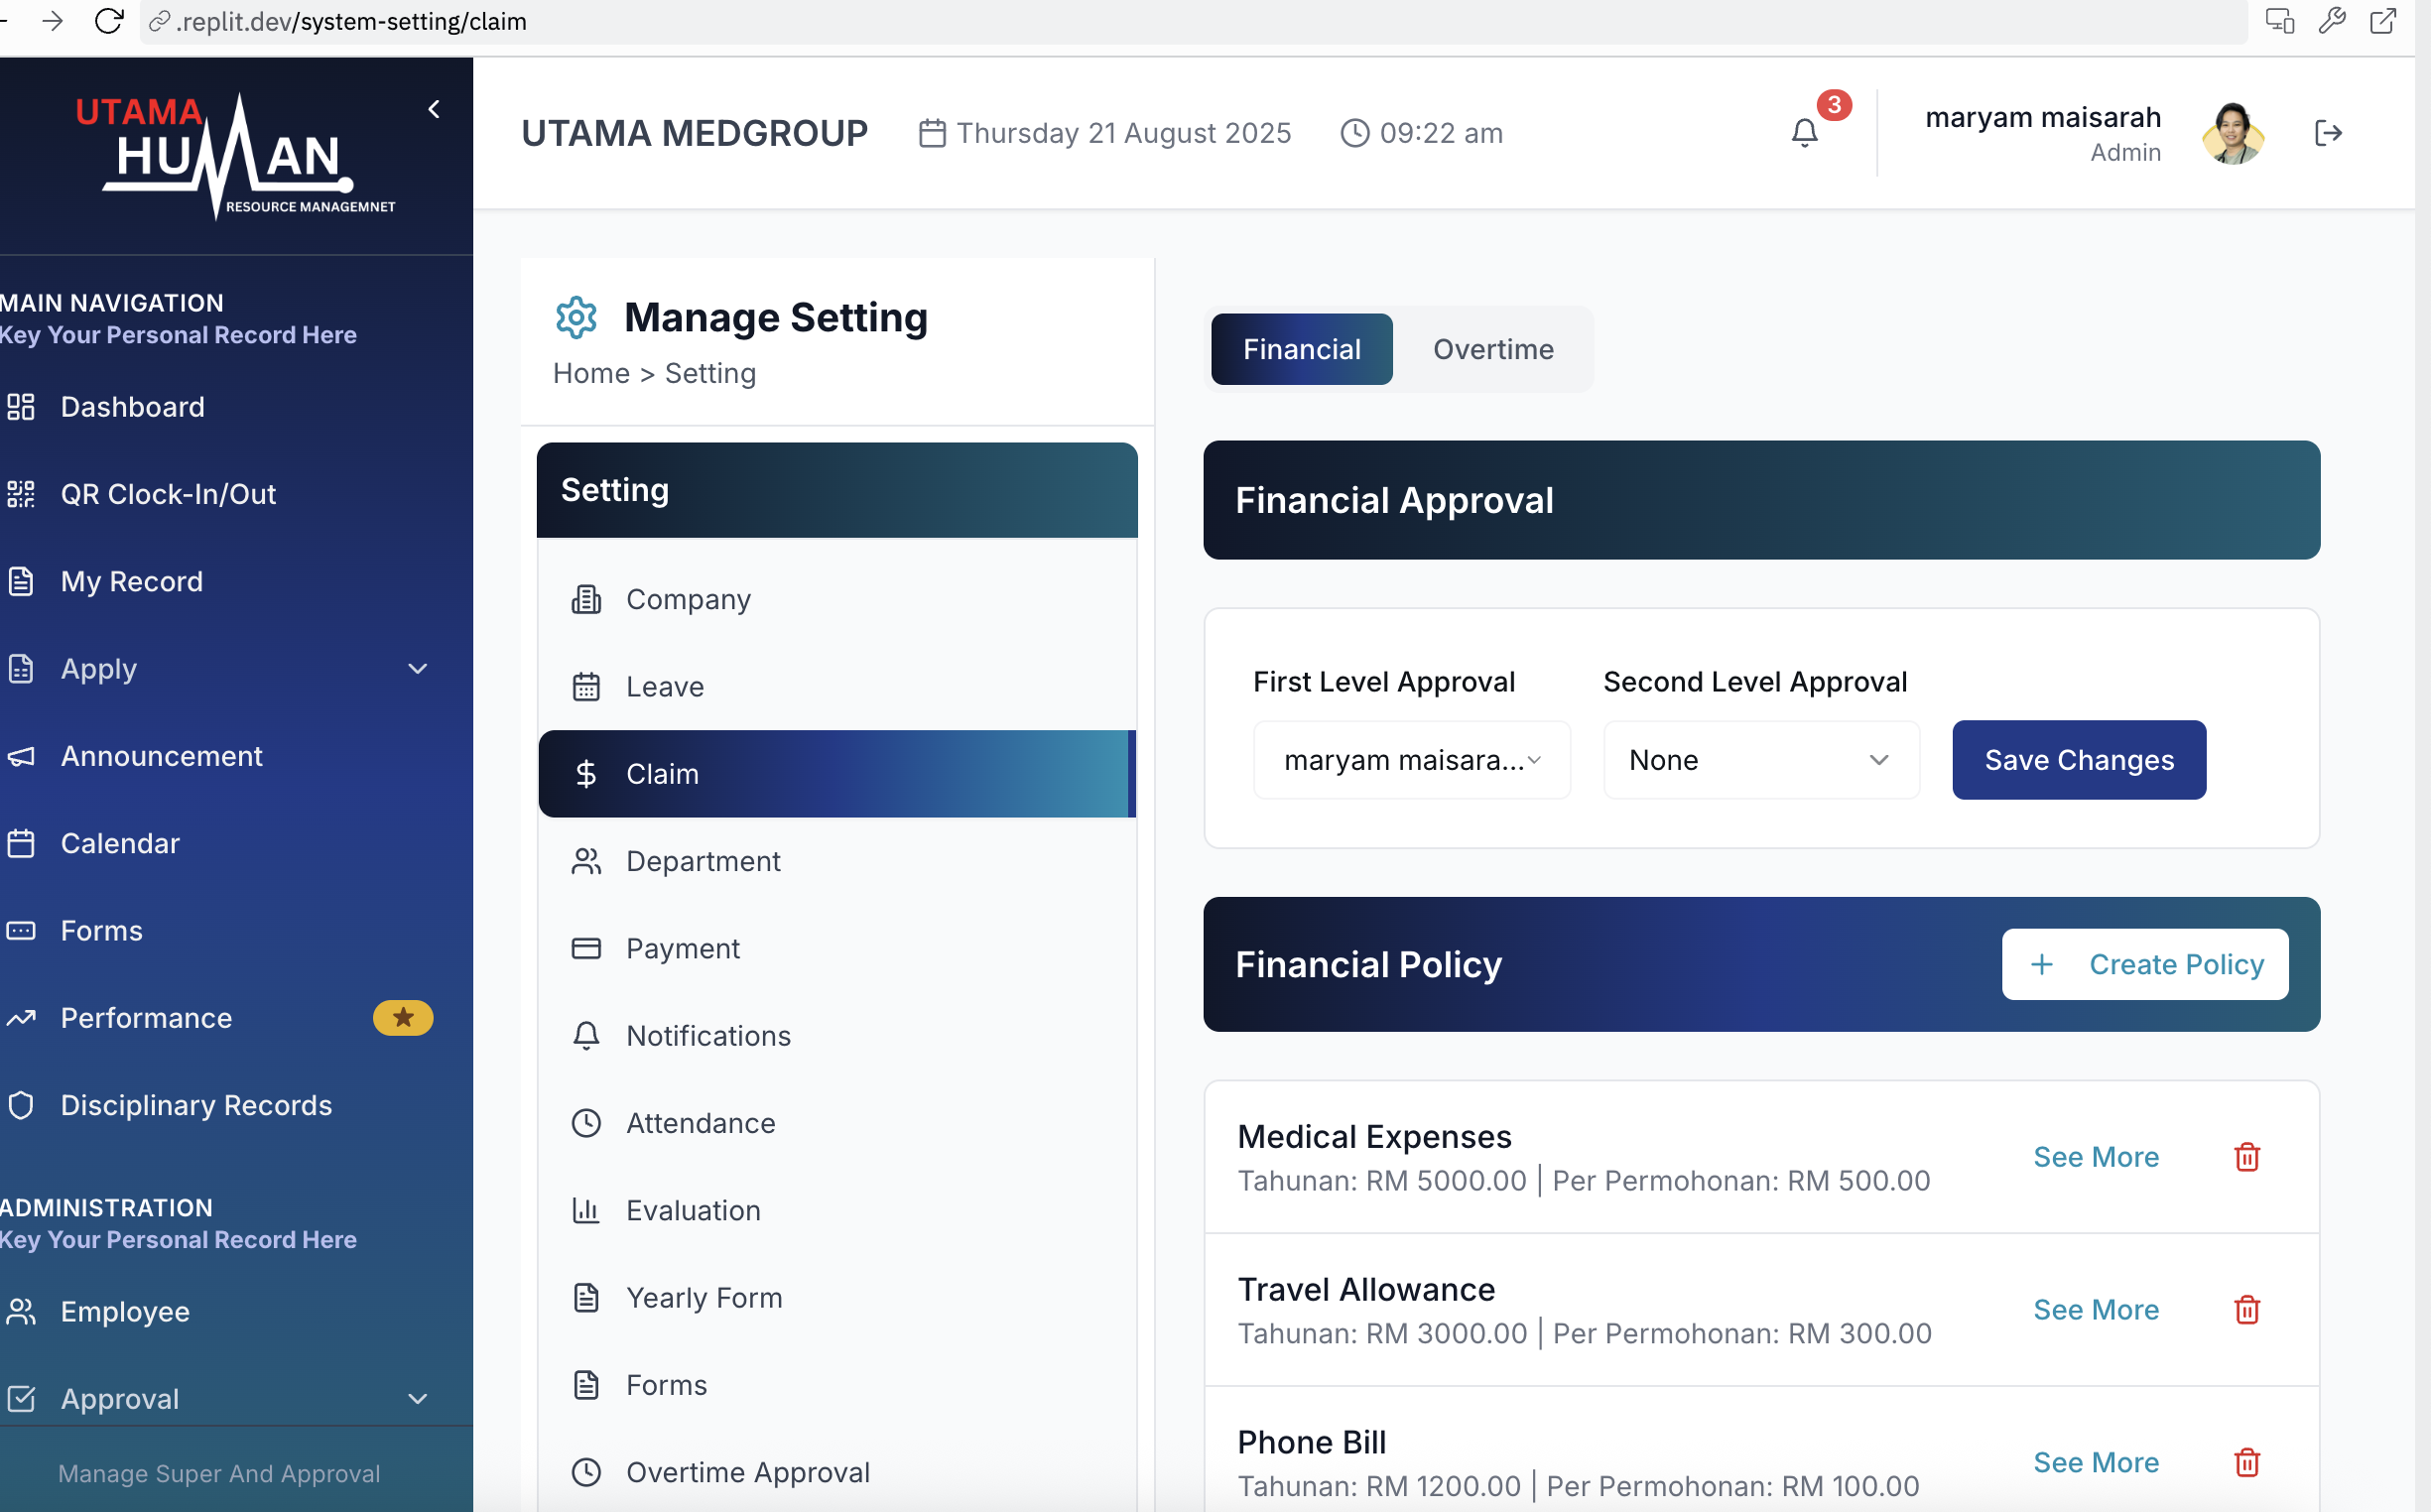 .replit.dev/system-setting/claim
UTAMA
HUMAN
RESOURCE MANAGEMNET
MAIN NAVIGATION
Key Your Personal Record Here
Dashboard
QR Clock-In/Out
My Record
Apply
Announcement
Calendar
Forms
Performance
Disciplinary Records
ADMINISTRATION
Key Your Personal Record Here
Employee
Approval
Manage Super And Approval
UTAMA MEDGROUP
Thursday 21 August 2025
09:22 am
3
maryam maisarah
Admin
Manage Setting
Home > Setting
Setting
Company
Leave
Claim
Department
Payment
Notifications
Attendance
Evaluation
Yearly Form
Forms
Overtime Approval
Financial
Overtime
Financial Approval
First Level Approval
Second Level Approval
maryam maisara...
None
Save Changes
Financial Policy
+ Create Policy
Medical Expenses
Tahunan: RM 5000.00 | Per Permohonan: RM 500.00
See More
Travel Allowance
Tahunan: RM 3000.00 | Per Permohonan: RM 300.00
See More
Phone Bill
Tahunan: RM 1200.00 | Per Permohonan: RM 100.00
See More